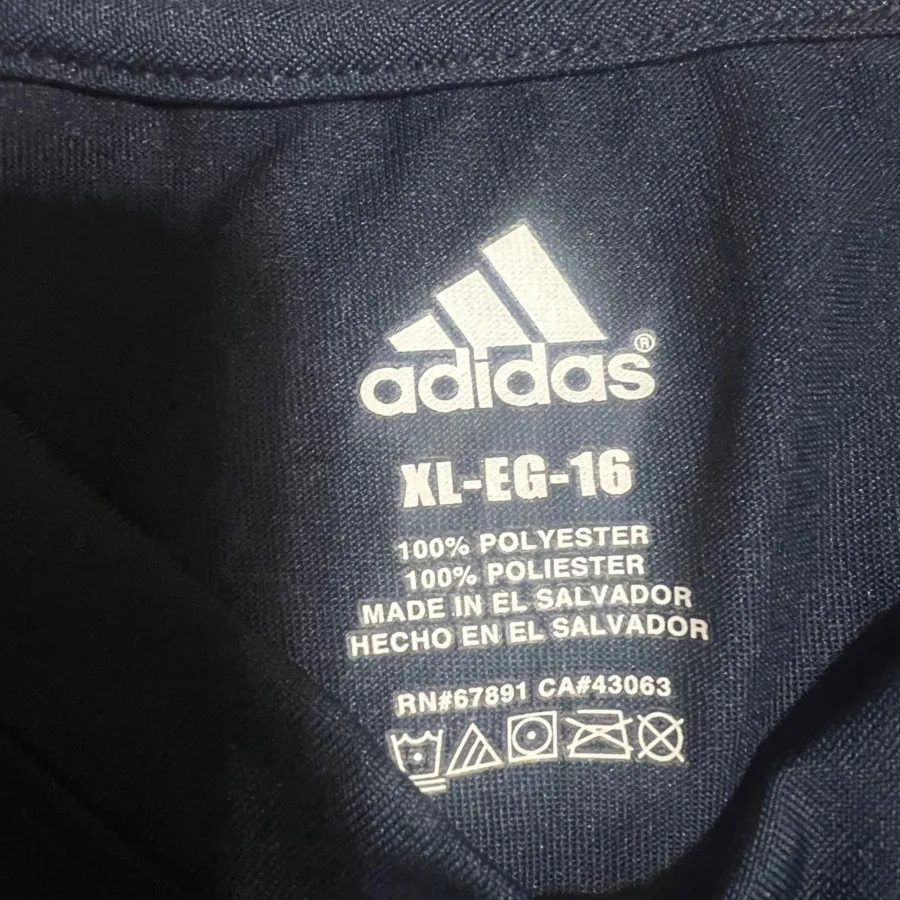 adidas®
XL-EG-16
100% POLYESTER
100% POLIESTER
MADE IN EL SALVADOR
HECHO EN EL SALVADOR
RN#67891 CA#43063